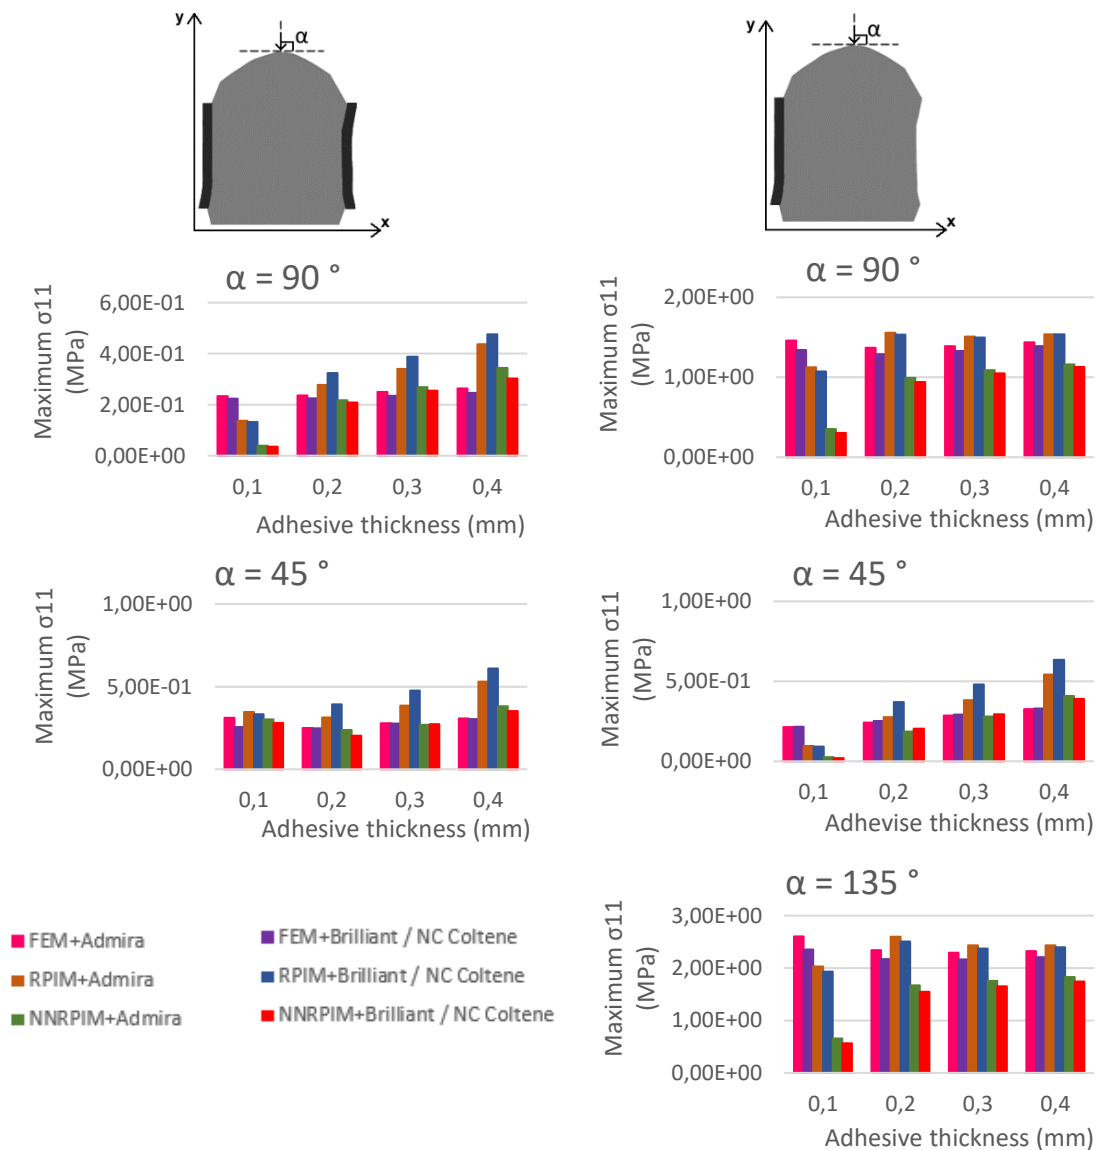 y
α
x
y
α
x
α = 90 °
Maximum σ11
(MPa)
6,00E-01
4,00E-01
2,00E-01
0,00E+00
0,1 0,2 0,3 0,4
Adhesive thickness (mm)
α = 90 °
Maximum σ11
(MPa)
2,00E+00
1,00E+00
0,00E+00
0,1 0,2 0,3 0,4
Adhesive thickness (mm)
α = 45 °
Maximum σ11
(MPa)
1,00E+00
5,00E-01
0,00E+00
0,1 0,2 0,3 0,4
Adhesive thickness (mm)
α = 45 °
Maximum σ11
(MPa)
1,00E+00
5,00E-01
0,00E+00
0,1 0,2 0,3 0,4
Adhevise thickness (mm)
FEM+Admira
FEM+Brilliant / NC Coltene
RPIM+Admira
RPIM+Brilliant / NC Coltene
NNRPIM+Admira
NNRPIM+Brilliant / NC Coltene
α = 135 °
Maximum σ11
(MPa)
3,00E+00
2,00E+00
1,00E+00
0,00E+00
0,1 0,2 0,3 0,4
Adhesive thickness (mm)